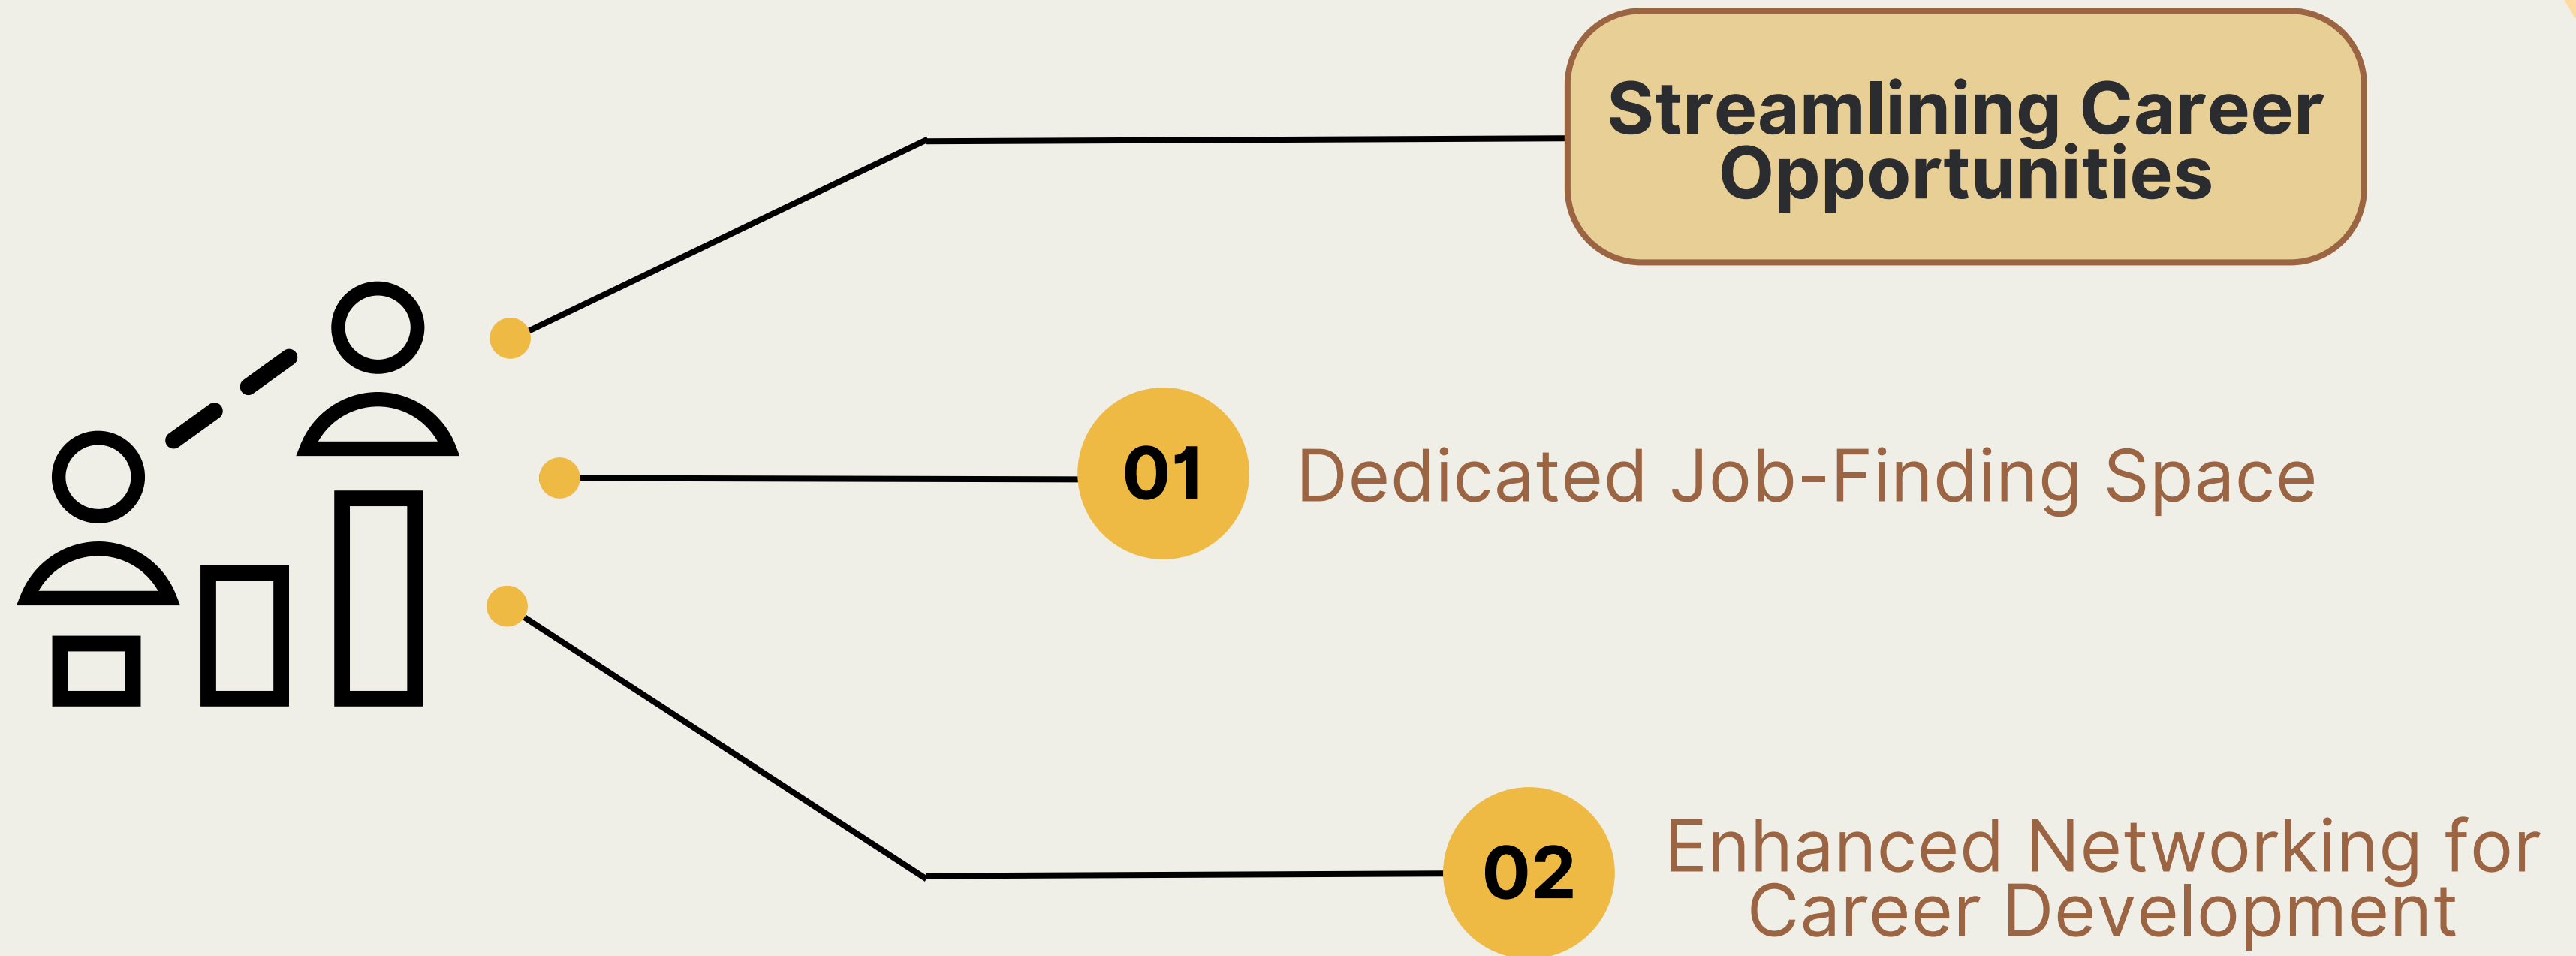 Streamlining Career
Opportunities
01
Dedicated Job-Finding Space
02
Enhanced Networking for
Career Development